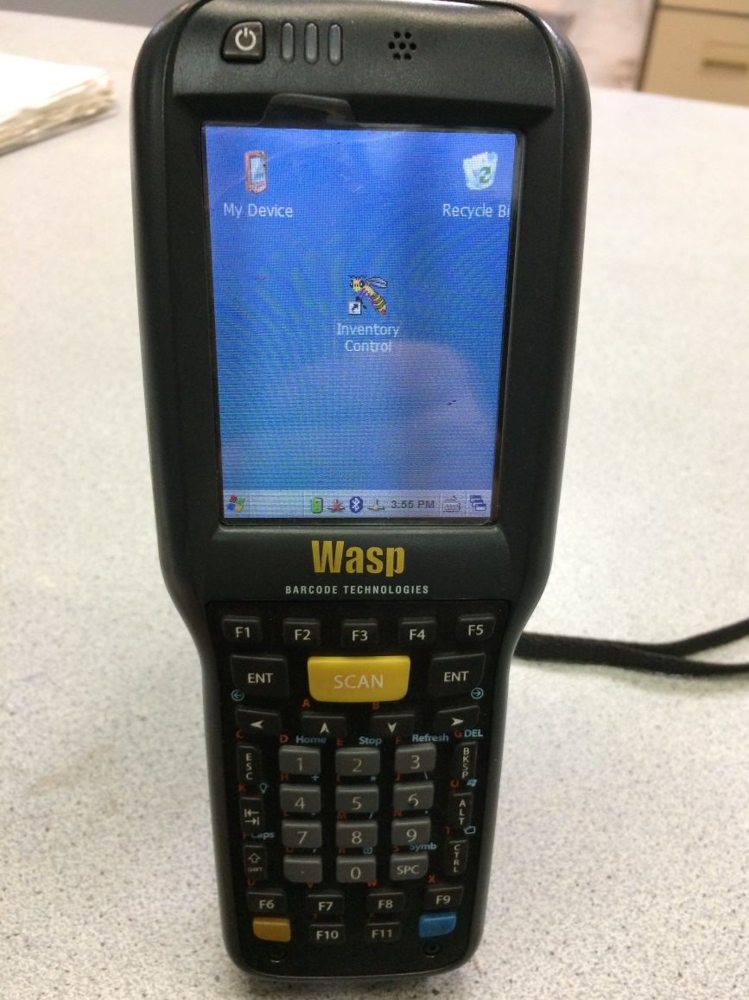 My Device
Recycle Bi
Inventory
Control
3:55 PM
Wasp
BARCODE TECHNOLOGIES
F1 F2 F3 F4 F5
ENT SCAN ENT
A B
C D Home E Stop F Refresh G DEL
ESC 1 2 3 BKSP
K
4 5 6 ALT
M N
7 8 9 CTRL
Caps Symb
SHIFT . 0 SPC
X
F6 F7 F8 F9
F10 F11